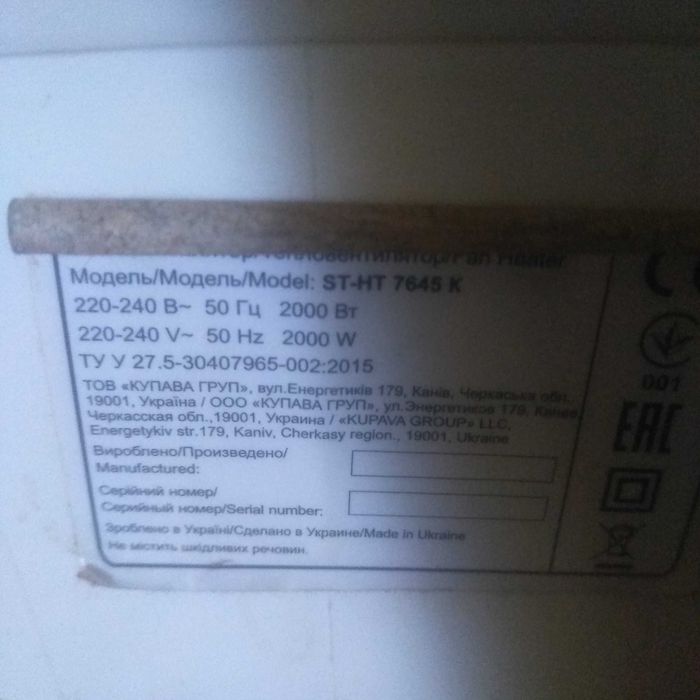 Heater
Модель/Модель/Model: ST-HT 7645 K
220-240 В~ 50 Гц 2000 Вт
220-240 V~ 50 Hz 2000 W
ТУ У 27.5-30407965-002:2015
ТОВ «КУПАВА ГРУП», вул.Енергетиків 179, Канів, Черкаська обл.
19001, Україна / ООО «КУПАВА ГРУП», ул.Энергетиков 179, Канев
Черкасская обл.,19001, Украина / «KUPAVA GROUP» LLC,
Energetykiv str.179, Kaniv, Cherkasy region., 19001, Ukraine
Вироблено/Произведено/
Manufactured:
Серійний номер/
Серийный номер/Serial number:
Зроблено в Україні/Сделано в Украине/Made in Ukraine
Не містить шкідливих речовин.
001
EAC